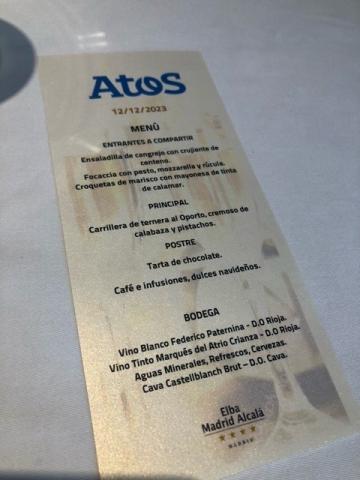 Atos
12/12/2023
MENÚ
ENTRANTES A COMPARTIR
Ensaladilla de cangrejo con crujiente de
centeno.
Focaccia con pesto, mozzarella y rúcula.
Croquetas de marisco con mayonesa de tinta
de calamar.
PRINCIPAL
Carrillera de ternera al Oporto, cremoso de
calabaza y pistachos.
POSTRE
Tarta de chocolate.
Café e infusiones, dulces navideños.
BODEGA
Vino Blanco Federico Paternina - D.O Rioja.
Vino Tinto Marqués del Atrio Crianza - D.O Rioja.
Aguas Minerales, Refrescos, Cervezas.
Cava Castellblanch Brut – D.O. Cava.
Elba
Madrid Alcalá
MADRID